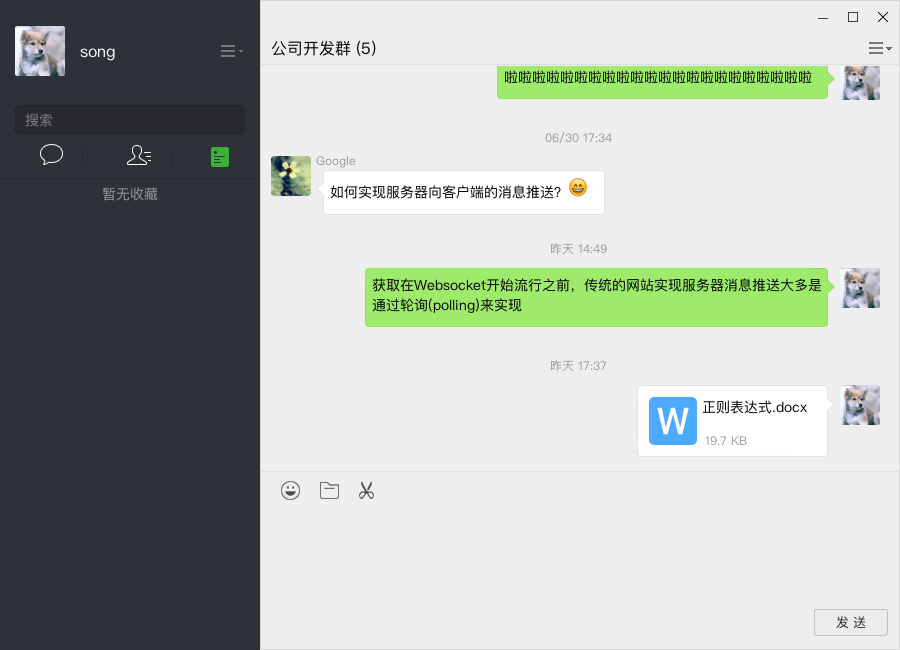 song
搜索
暂无收藏
公司开发群 (5)
啦啦啦啦啦啦啦啦啦啦啦啦啦啦啦啦啦啦啦啦啦啦
06/30 17:34
Google
如何实现服务器向客户端的消息推送?
昨天 14:49
获取在Websocket开始流行之前，传统的网站实现服务器消息推送大多是
通过轮询(polling)来实现
昨天 17:37
W
正则表达式.docx
19.7 KB
发 送